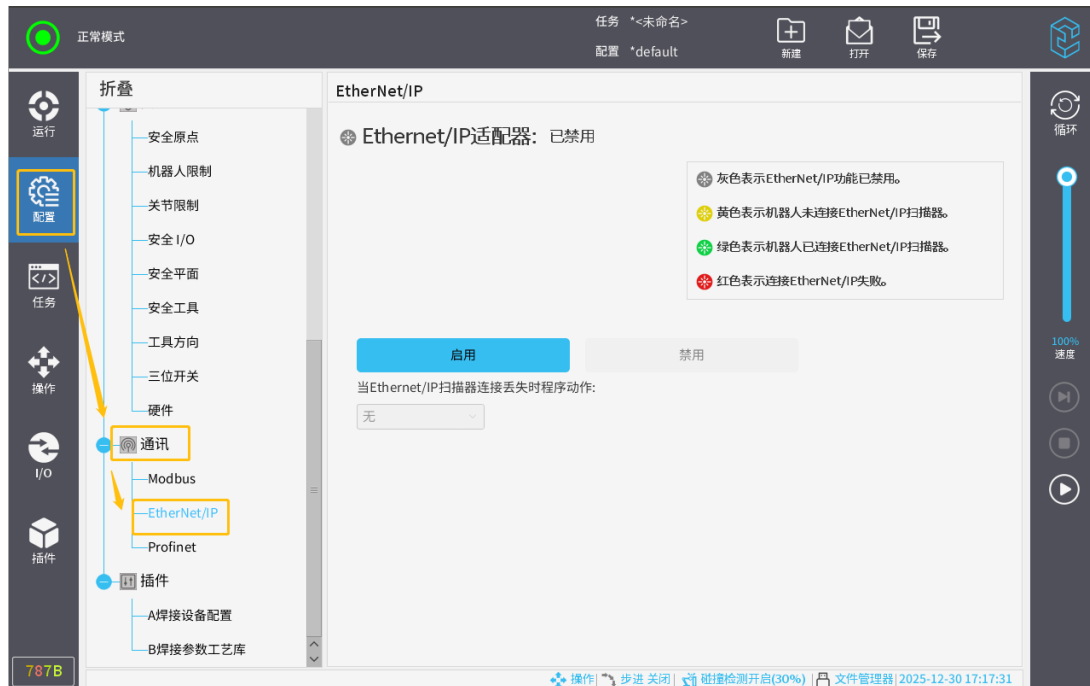 正常模式
任务 *<未命名>
配置 *default
新建
打开
保存
运行
配置
任务
操作
I/O
插件
787B
折叠
安全原点
机器人限制
关节限制
安全 I/O
安全平面
安全工具
工具方向
三位开关
硬件
通讯
Modbus
EtherNet/IP
Profinet
插件
A焊接设备配置
B焊接参数工艺库
EtherNet/IP
Ethernet/IP适配器: 已禁用
灰色表示EtherNet/IP功能已禁用。
黄色表示机器人未连接EtherNet/IP扫描器。
绿色表示机器人已连接EtherNet/IP扫描器。
红色表示连接EtherNet/IP失败。
启用
禁用
当Ethernet/IP扫描器连接丢失时程序动作:
无
循环
100%
速度
操作| 步进 关闭| 碰撞检测开启(30%) | 文件管理器|2025-12-30 17:17:31